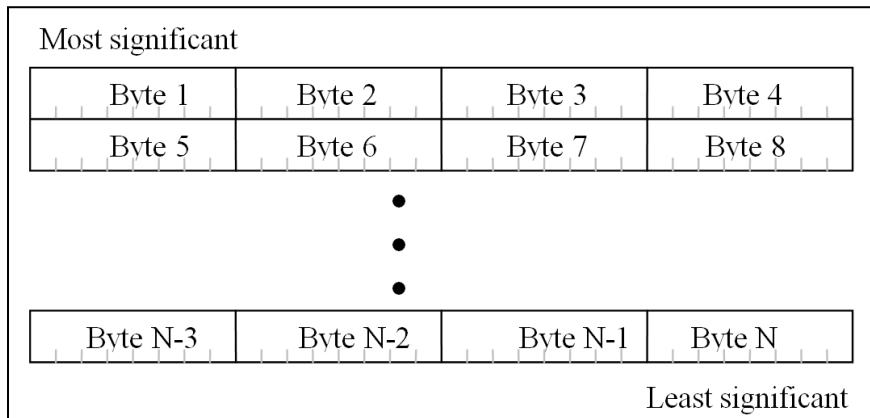 Most significant
Byte 1 Byte 2 Byte 3 Byte 4
Byte 5 Byte 6 Byte 7 Byte 8
Byte N-3 Byte N-2 Byte N-1 Byte N
Least significant